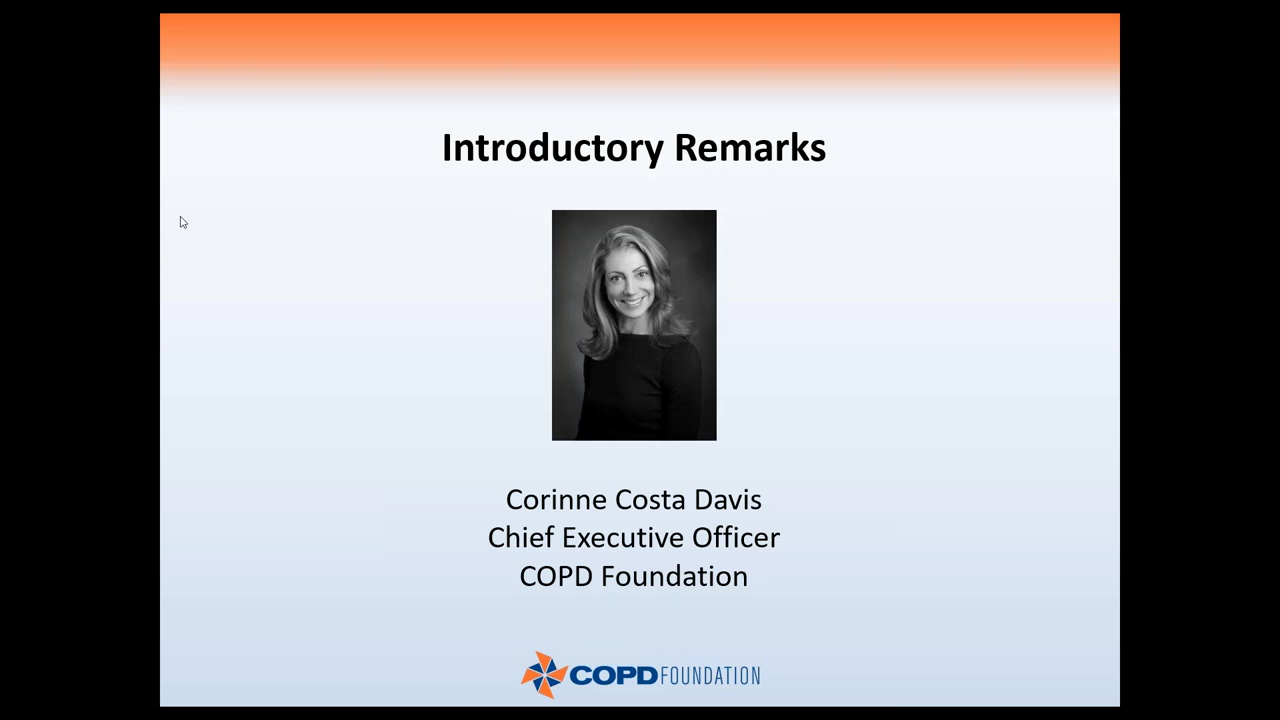 Introductory Remarks
Corinne Costa Davis
Chief Executive Officer
COPD Foundation
COPD FOUNDATION